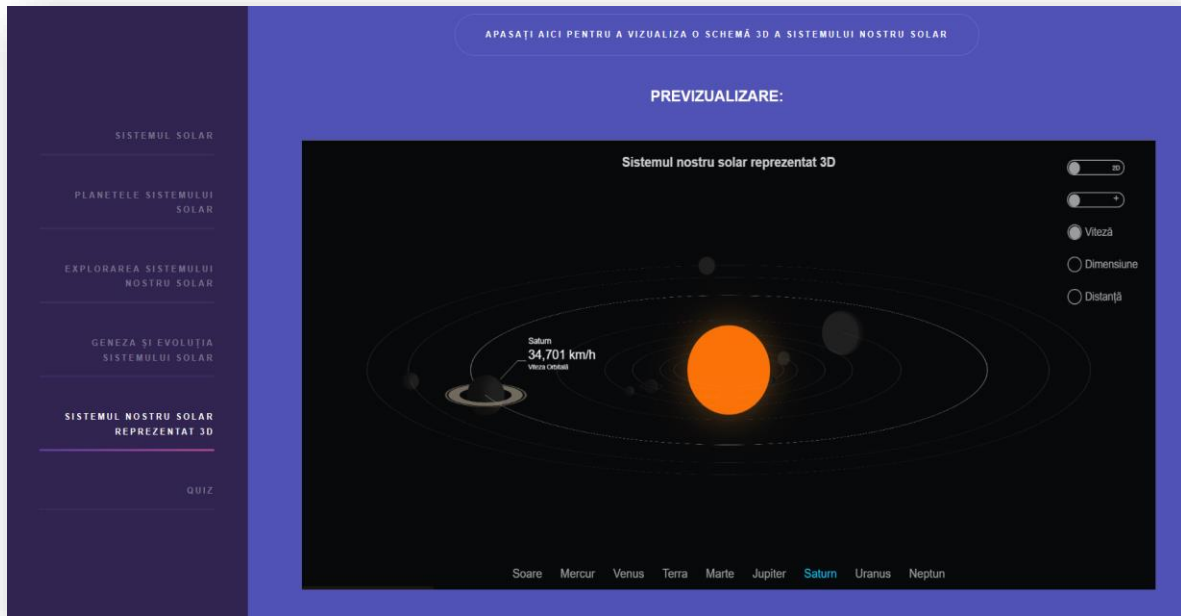 APASAȚI AICI PENTRU A VIZUALIZA O SCHEMĂ 3D A SISTEMULUI NOSTRU SOLAR
PREVIZUALIZARE:
SISTEMUL SOLAR
PLANETELE SISTEMULUI
SOLAR
EXPLORAREA SISTEMULUI
NOSTRU SOLAR
GENEZA ȘI EVOLUȚIA
SISTEMULUI SOLAR
SISTEMUL NOSTRU SOLAR
REPREZENTAT 3D
QUIZ
Sistemul nostru solar reprezentat 3D
2D
+
Viteză
Dimensiune
Distanță
Saturn
34,701 km/h
Viteza Orbitală
Soare Mercur Venus Terra Marte Jupiter Saturn Uranus Neptun